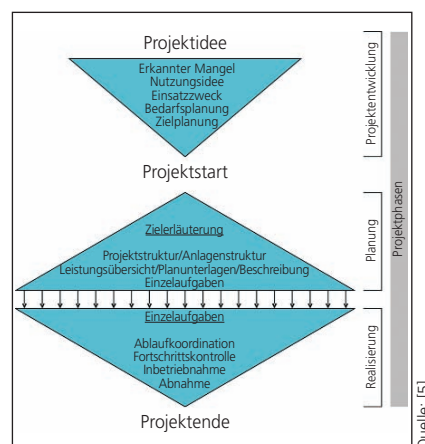 Projektidee
Erkannter Mangel
Nutzungsidee
Einsatzzweck
Bedarfsplanung
Zielplanung
Projektstart
Zielerläuterung
Projektstruktur/Anlagenstruktur
Leistungsübersicht/Planunterlagen/Beschreibung
Einzelaufgaben
Einzelaufgaben
Ablaufkoordination
Fortschrittskontrolle
Inbetriebnahme
Abnahme
Projektende
Projektentwicklung
Planung
Realisierung
Projektphasen
Quelle: [5]